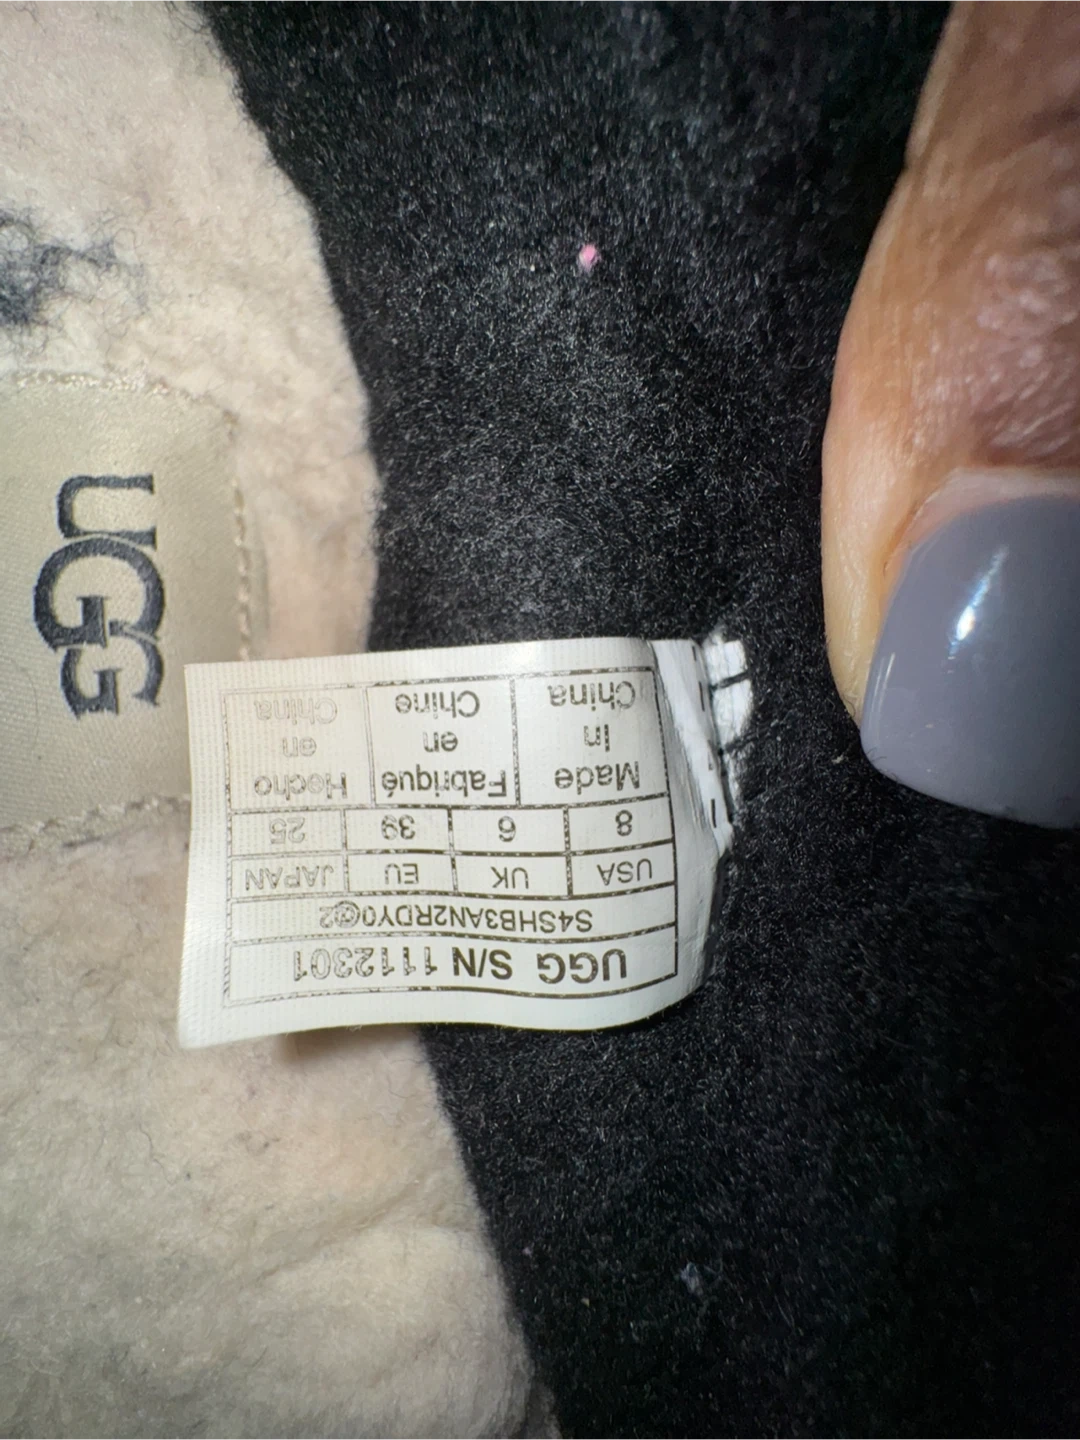 UGG
UGG S/N 1112301
S4SHB3AN2RDY0@2
USA UK EU JAPAN
8 6 39 25
Made Fabriqué Hecho
In en en
China Chine China